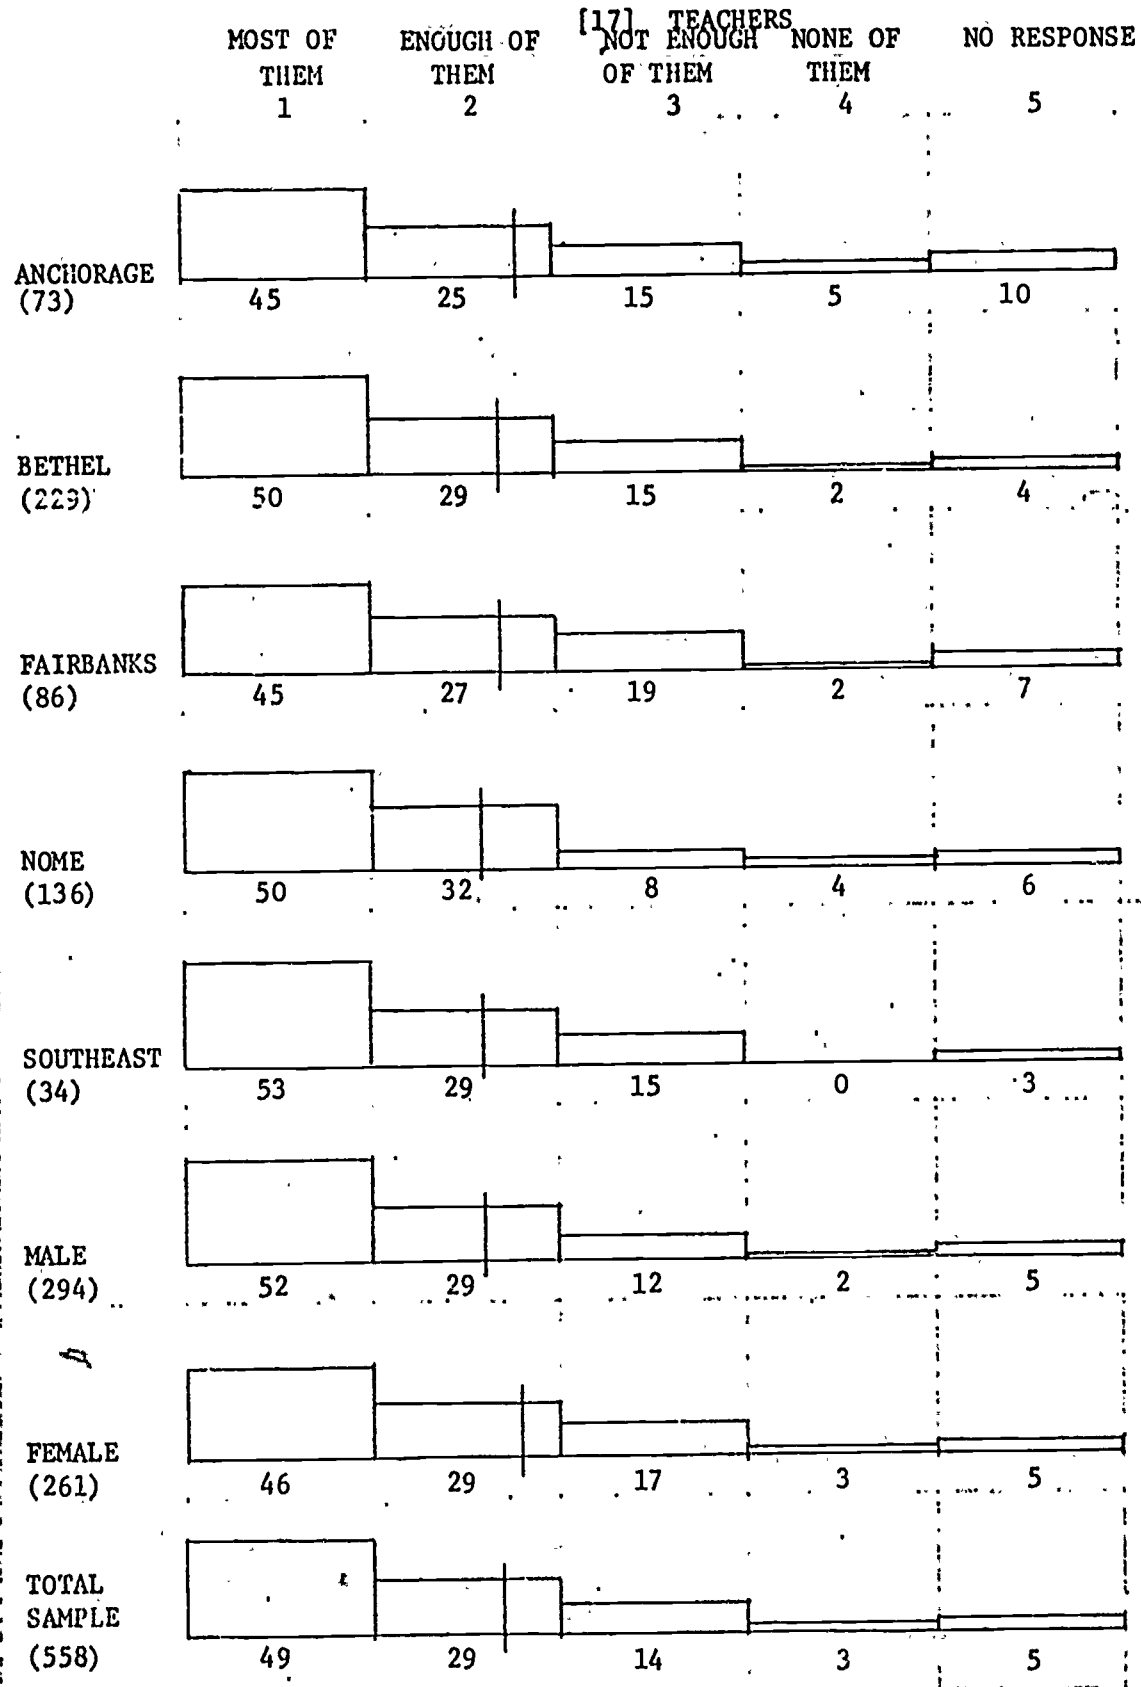 [17] TEACHERS
MOST OF THEM 1
ENOUGH OF THEM 2
NOT ENOUGH OF THEM 3
NONE OF THEM 4
NO RESPONSE 5
ANCHORAGE
(73) 45 25 15 5 10
BETHEL
(229) 50 29 15 2 4
FAIRBANKS
(86) 45 27 19 2 7
NOME
(136) 50 32 8 4 6
SOUTHEAST
(34) 53 29 15 0 3
MALE
(294) 52 29 12 2 5
FEMALE
(261) 46 29 17 3 5
TOTAL
SAMPLE
(558) 49 29 14 3 5